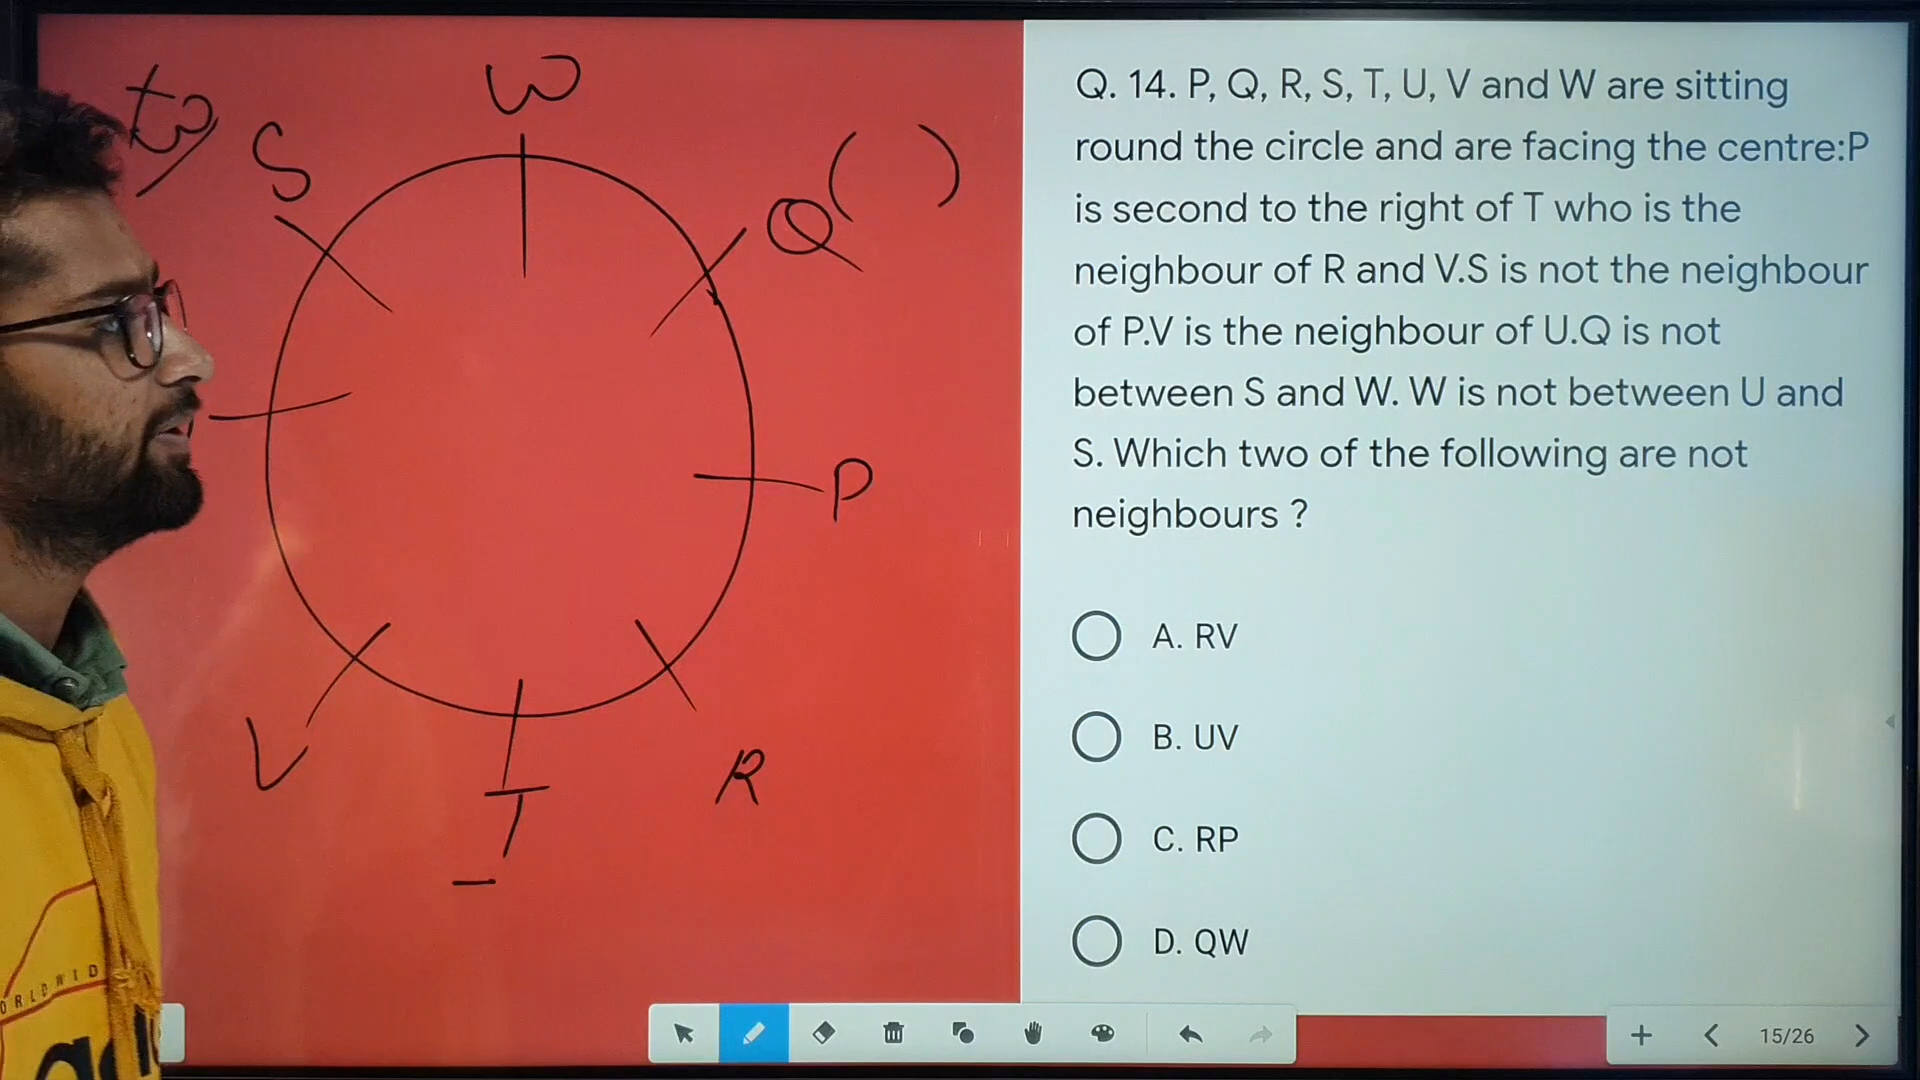 W
S
Q ( )
P
V
T
R
Q. 14. P, Q, R, S, T, U, V and W are sitting
round the circle and are facing the centre:P
is second to the right of T who is the
neighbour of R and V.S is not the neighbour
of P.V is the neighbour of U.Q is not
between S and W. W is not between U and
S. Which two of the following are not
neighbours ?
A. RV
B. UV
C. RP
D. QW
ORLDWID
15/26